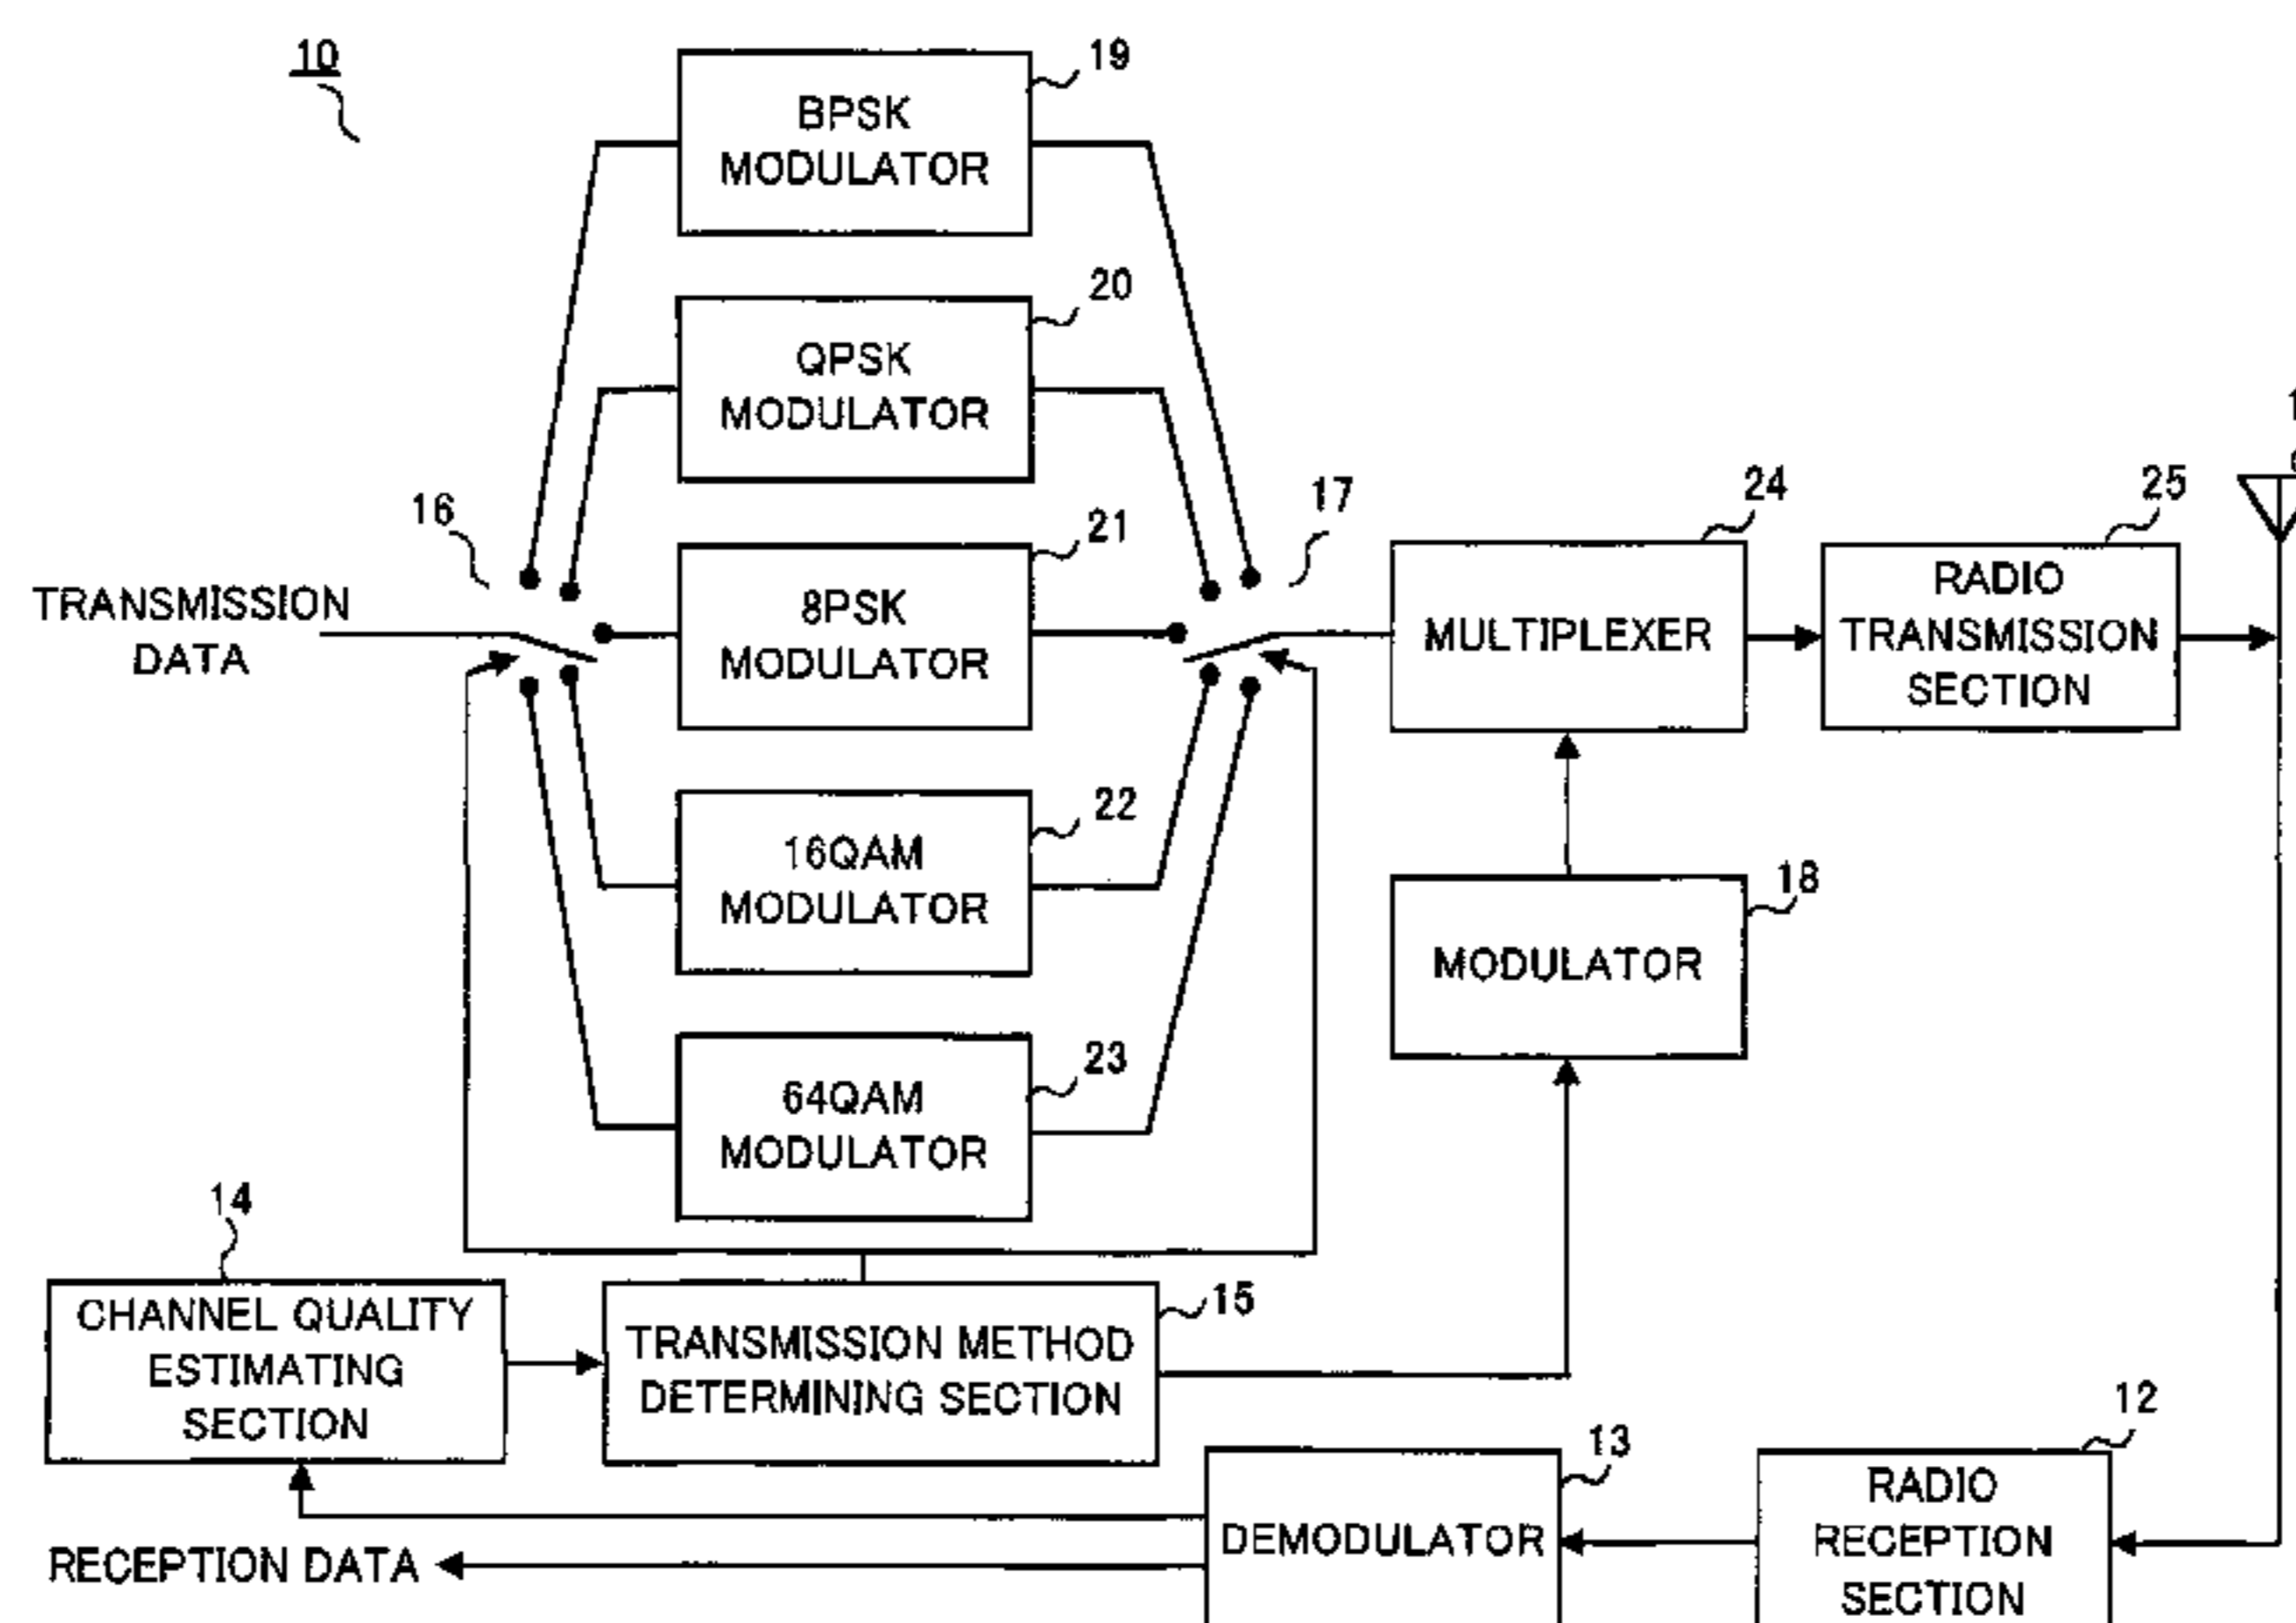 10
19
BPSK
MODULATOR
20
QPSK
MODULATOR
16
21
17
24
25
TRANSMISSION
DATA
8PSK
MODULATOR
MULTIPLEXER
RADIO
TRANSMISSION
SECTION
22
16QAM
MODULATOR
18
MODULATOR
23
64QAM
MODULATOR
14
CHANNEL QUALITY
ESTIMATING
SECTION
15
TRANSMISSION METHOD
DETERMINING SECTION
13
DEMODULATOR
12
RADIO
RECEPTION
SECTION
RECEPTION DATA